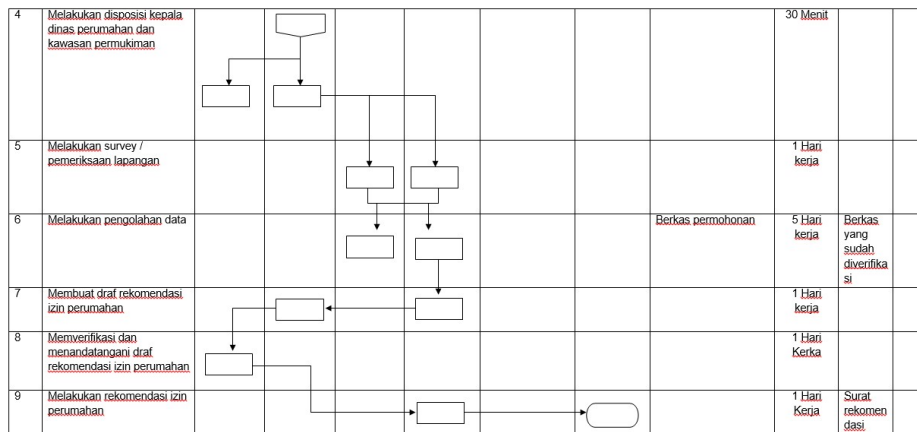 4
Melakukan disposisi kepala
dinas perumahan dan
kawasan permukiman
30 Menit
5
Melakukan survey /
pemeriksaan lapangan
1 Hari
kerja
6
Melakukan pengolahan data
Berkas permohonan
5 Hari
kerja
Berkas
yang
sudah
diverifika
si
7
Membuat draf rekomendasi
izin perumahan
1 Hari
kerja
8
Memverifikasi dan
menandatangani draf
rekomendasi izin perumahan
1 Hari
Kerka
9
Melakukan rekomendasi izin
perumahan
1 Hari
Kerja
Surat
rekomen
dasi